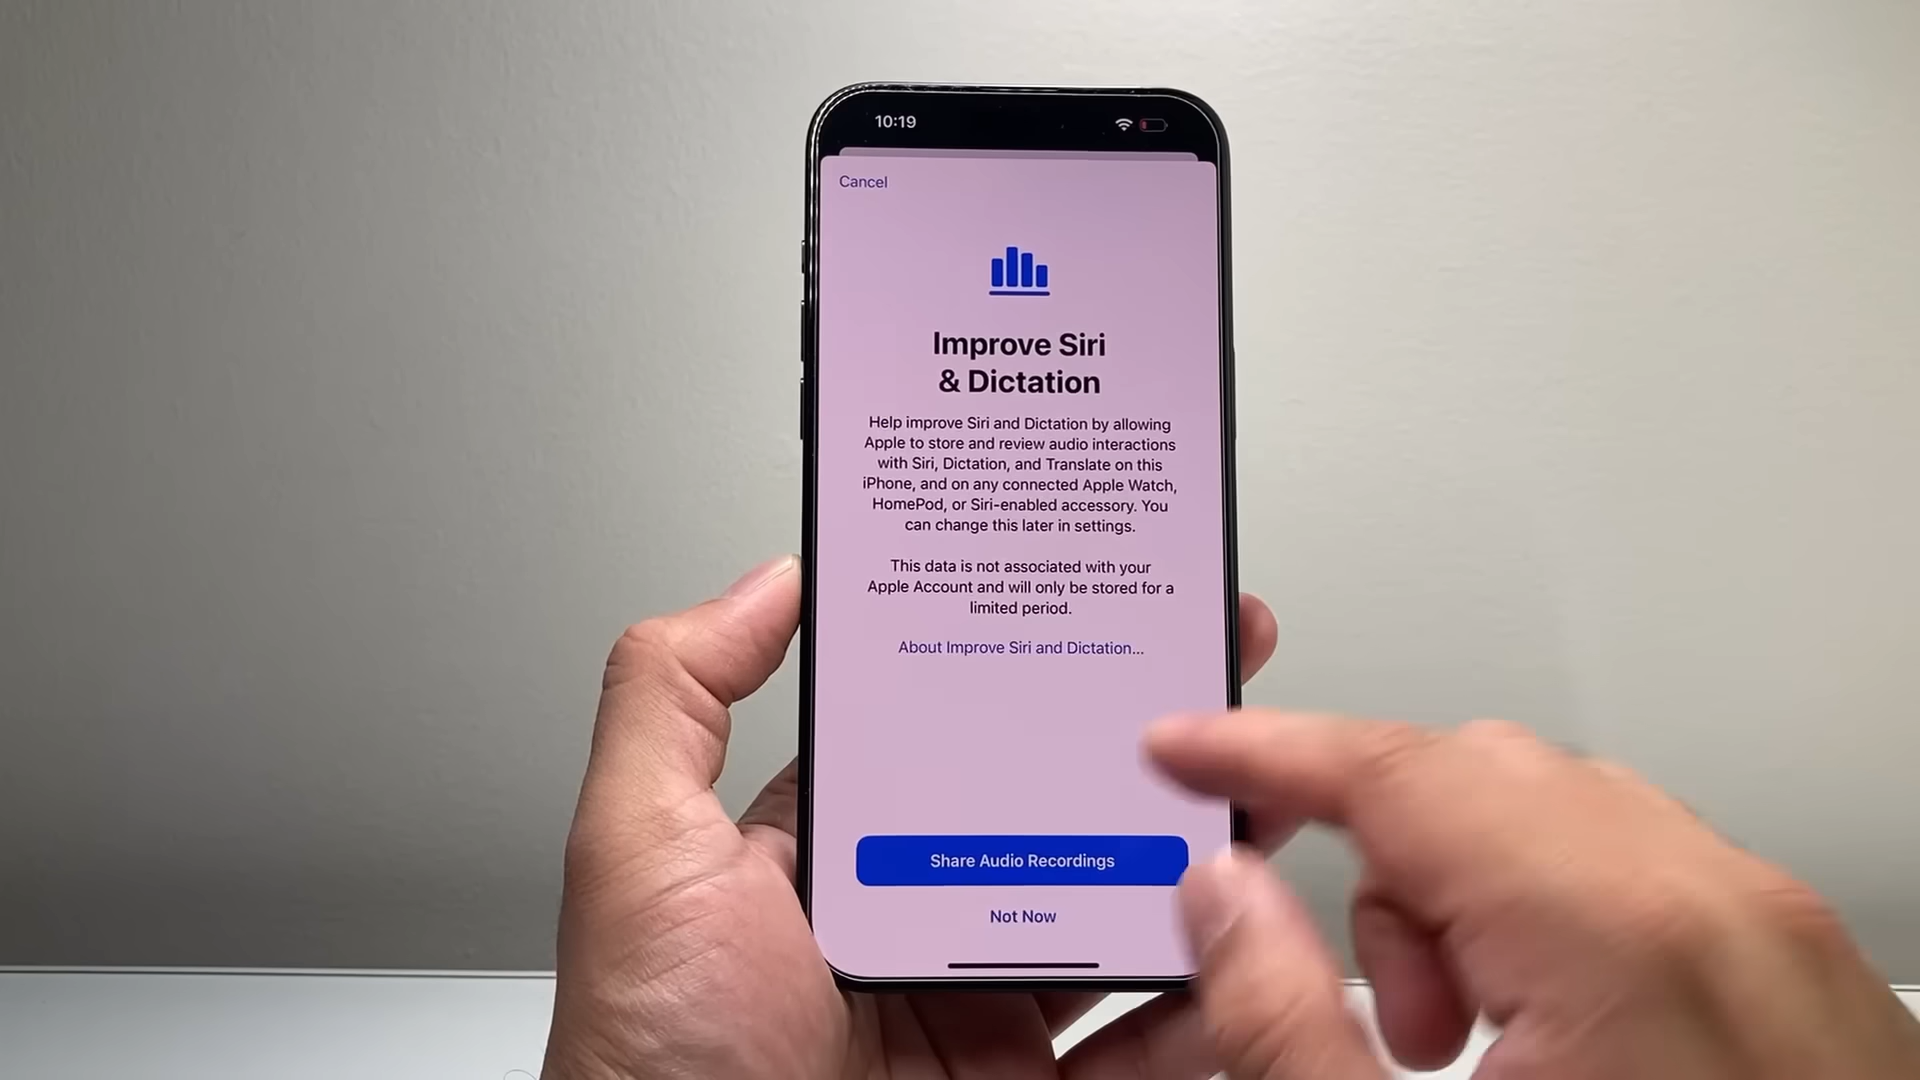 10:19
Cancel
Improve Siri
& Dictation
Help improve Siri and Dictation by allowing
Apple to store and review audio interactions
with Siri, Dictation, and Translate on this
iPhone, and on any connected Apple Watch,
HomePod, or Siri-enabled accessory. You
can change this later in settings.
This data is not associated with your
Apple Account and will only be stored for a
limited period.
About Improve Siri and Dictation...
Share Audio Recordings
Not Now